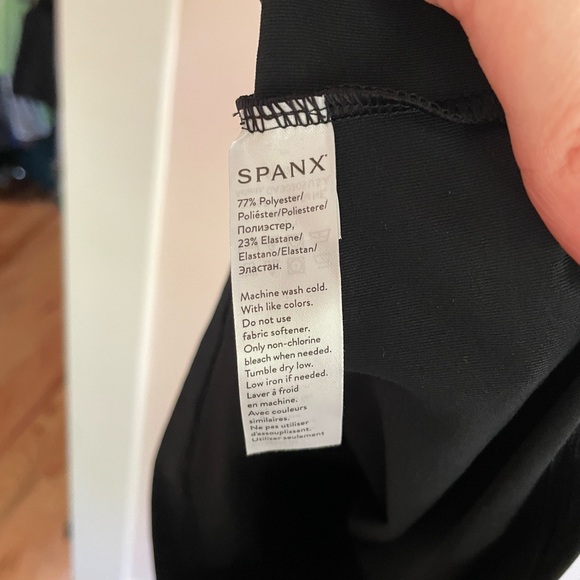 SPANX
77% Polyester/
Poliéster/Poliestere/
Полиэстер,
23% Elastane/
Elastano/Elastan/
Эластан.
Machine wash cold.
With like colors.
Do not use
fabric softener.
Only non-chlorine
bleach when needed.
Tumble dry low.
Low iron if needed.
Laver à froid
en machine.
Avec couleurs
similaires.
Ne pas utiliser
d'assouplissant.
Utiliser seulement